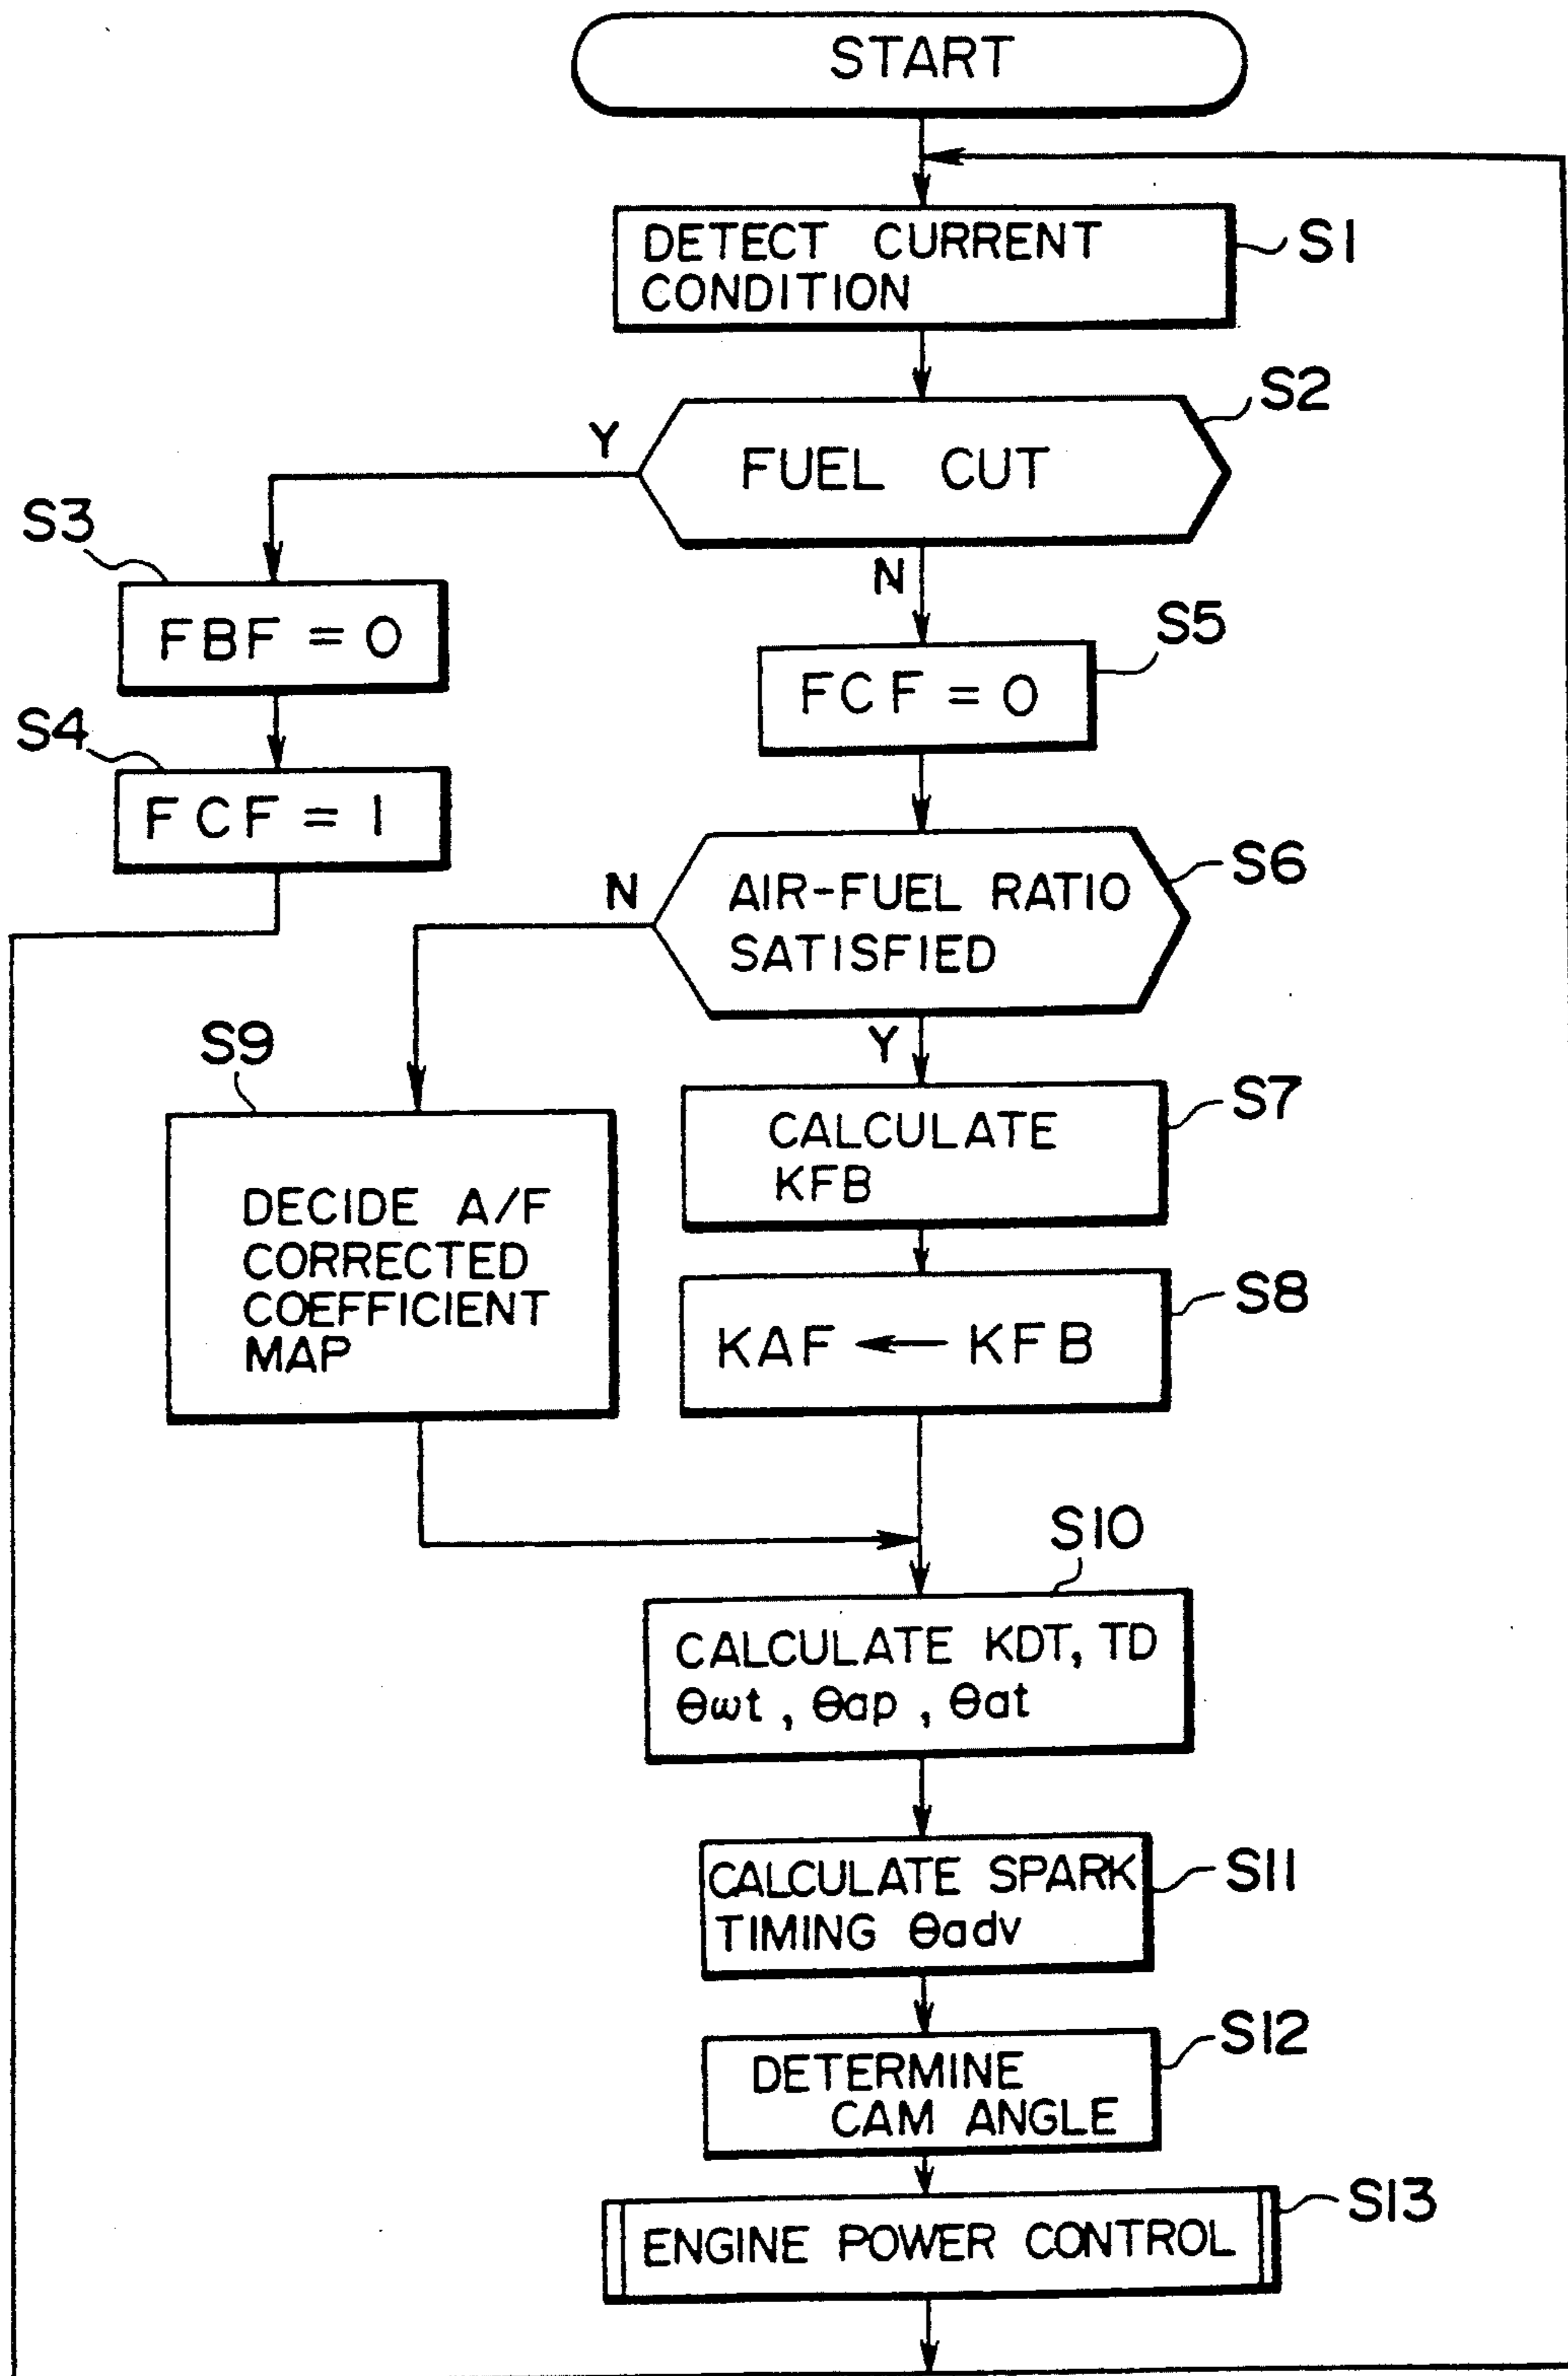 START
DETECT CURRENT
CONDITION
S1
S2
FUEL CUT
Y
N
S3
FBF = 0
S4
FCF = 1
S5
FCF = 0
S6
AIR-FUEL RATIO
SATISFIED
N
Y
S9
DECIDE A/F
CORRECTED
COEFFICIENT
MAP
S7
CALCULATE
KFB
S8
KAF ← KFB
S10
CALCULATE KDT, TD
θωt , θap , θat
S11
CALCULATE SPARK
TIMING θadv
S12
DETERMINE
CAM ANGLE
S13
ENGINE POWER CONTROL